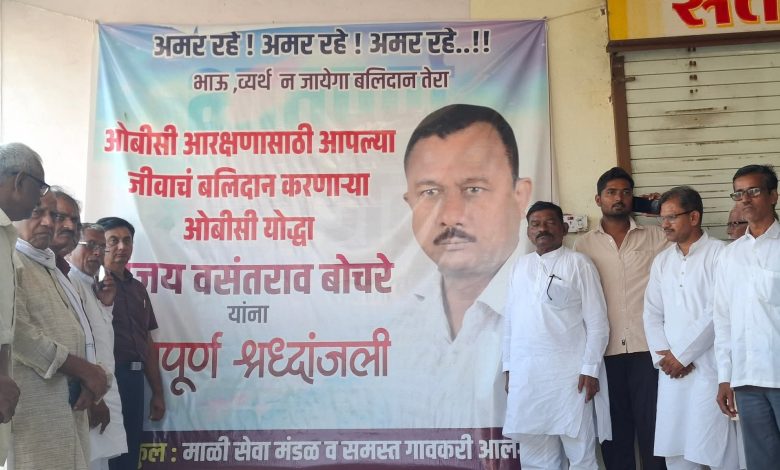 अमर रहे ! अमर रहे ! अमर रहे..!!
भाऊ ,व्यर्थ न जायेगा बलिदान तेरा
ओबीसी आरक्षणासाठी आपल्या
जीवाचं बलिदान करणाऱ्या
ओबीसी योद्धा
जय वसंतराव बोचरे
यांना
पूर्ण श्रध्दांजली
: माळी सेवा मंडळ व समस्त गावकरी